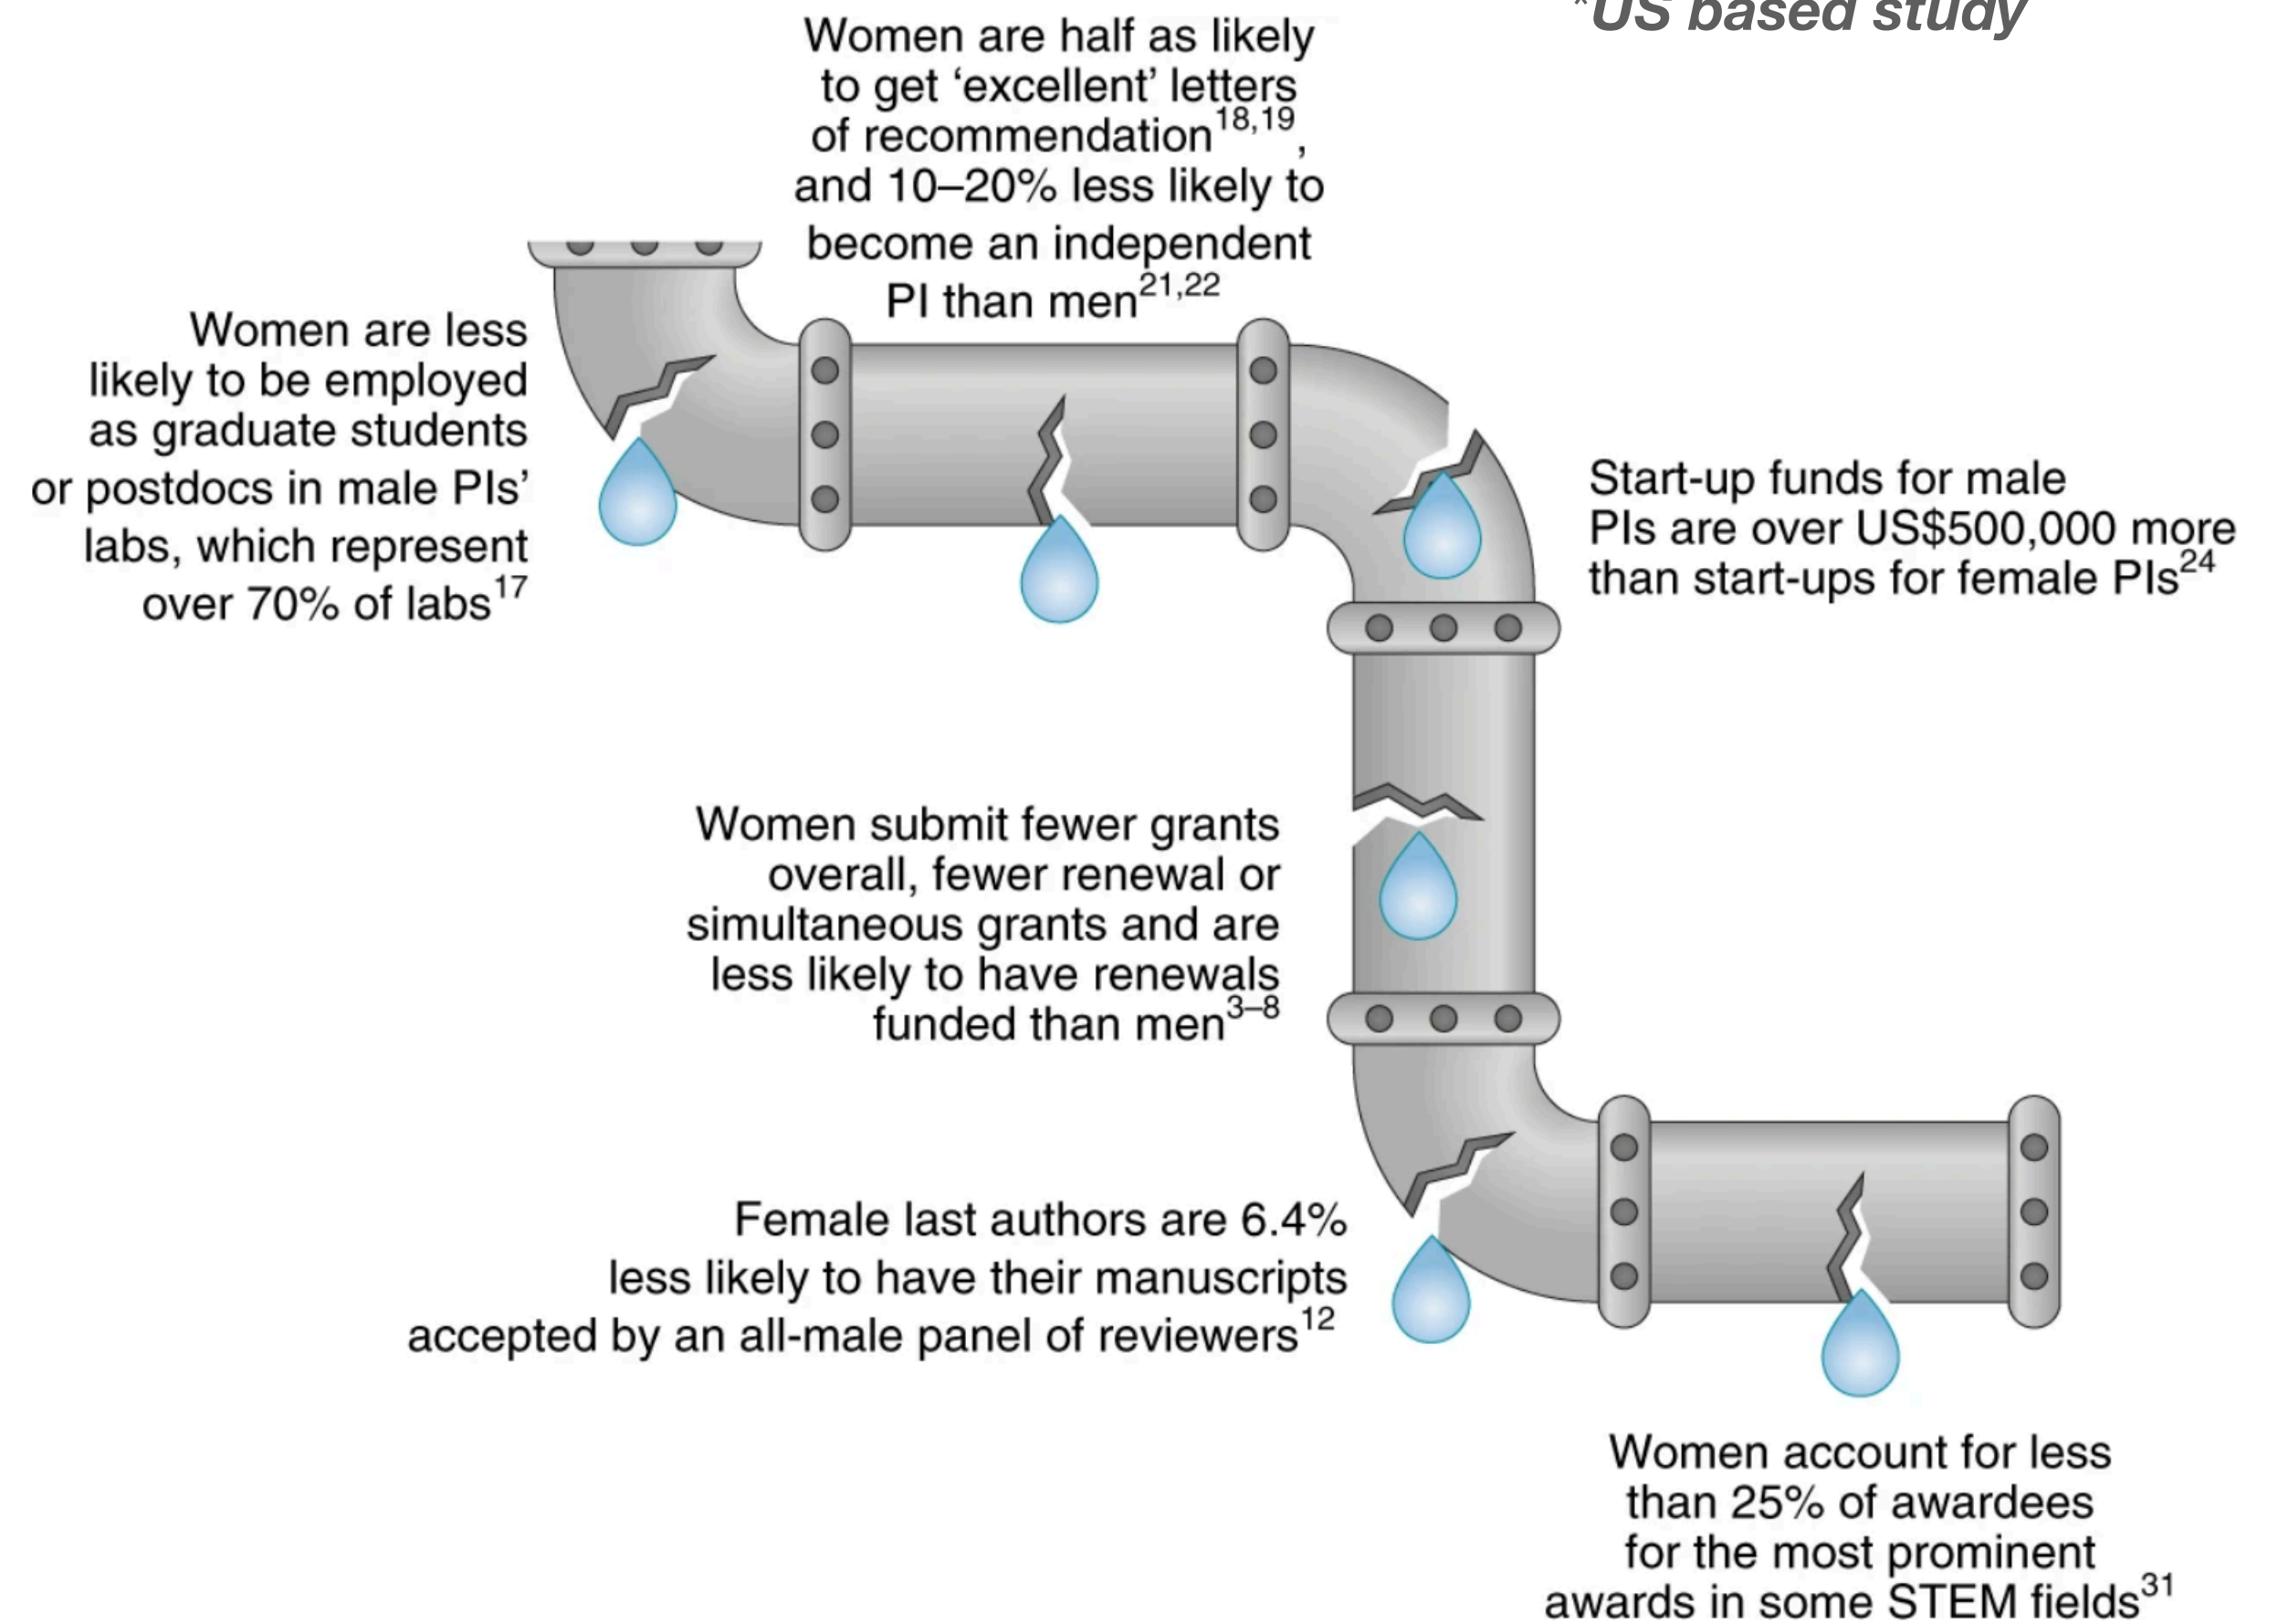 *US based study
Women are half as likely
to get ‘excellent’ letters
of recommendation18,19,
and 10–20% less likely to
become an independent
PI than men21,22
Women are less
likely to be employed
as graduate students
or postdocs in male PIs’
labs, which represent
over 70% of labs17
Start-up funds for male
PIs are over US$500,000 more
than start-ups for female PIs24
Women submit fewer grants
overall, fewer renewal or
simultaneous grants and are
less likely to have renewals
funded than men3–8
Female last authors are 6.4%
less likely to have their manuscripts
accepted by an all-male panel of reviewers12
Women account for less
than 25% of awardees
for the most prominent
awards in some STEM fields31